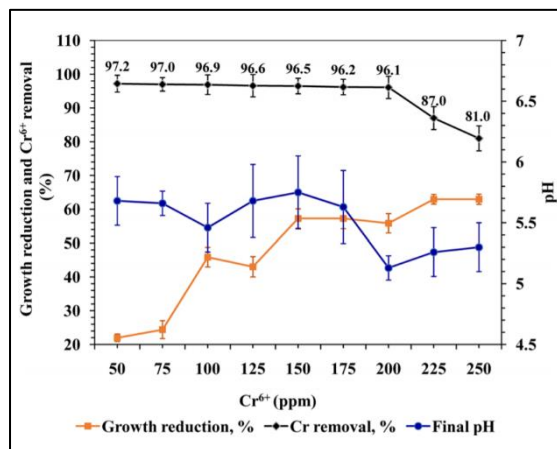 Growth reduction and Cr⁶⁺ removal
(%)
110
100
90
80
70
60
50
40
30
20
97.2 97.0 96.9 96.6 96.5 96.2 96.1 87.0 81.0
7
6.5
6
5.5
5
4.5
pH
50 75 100 125 150 175 200 225 250
Cr⁶⁺ (ppm)
Growth reduction, % Cr removal, % Final pH